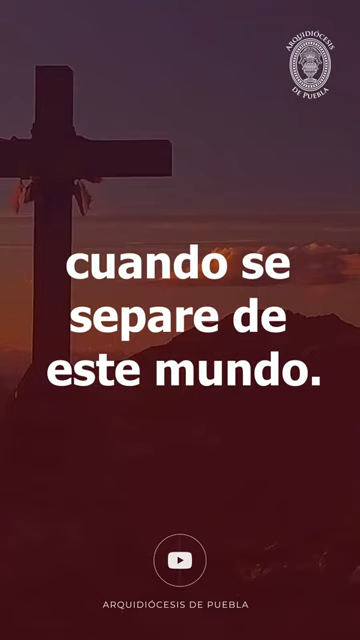 ARQUIDIÓCESIS
DE PUEBLA
cuando se
separe de
este mundo.
ARQUIDIÓCESIS DE PUEBLA